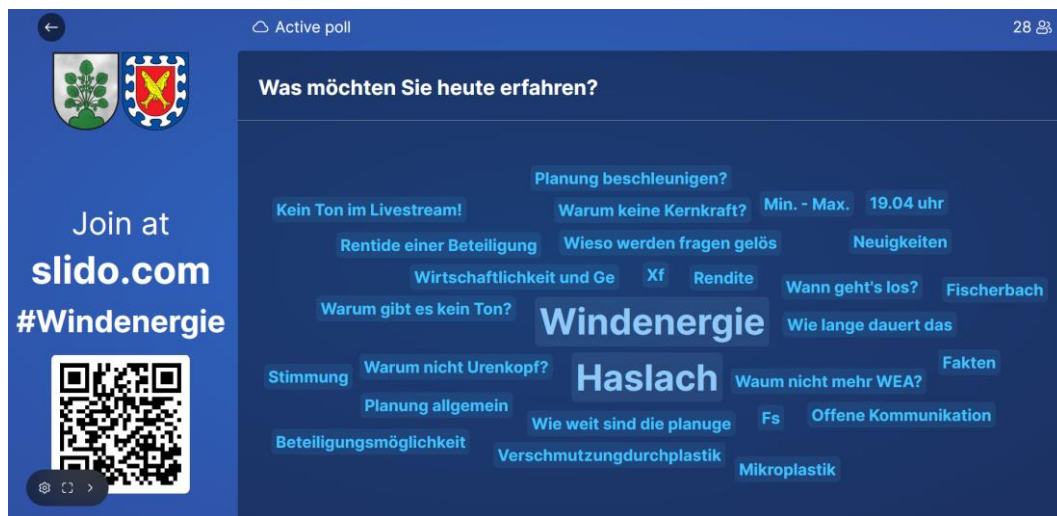 Active poll
28
Was möchten Sie heute erfahren?
Join at
slido.com
#Windenergie
Planung beschleunigen?
Kein Ton im Livestream!
Warum keine Kernkraft?
Min. - Max.
19.04 uhr
Rentide einer Beteiligung
Wieso werden fragen gelös
Neuigkeiten
Wirtschaftlichkeit und Ge
Xf
Rendite
Wann geht's los?
Fischerbach
Warum gibt es kein Ton?
Windenergie
Wie lange dauert das
Stimmung
Warum nicht Urenkopf?
Haslach
Waum nicht mehr WEA?
Fakten
Planung allgemein
Wie weit sind die planuge
Fs
Offene Kommunikation
Beteiligungsmöglichkeit
Verschmutzungdurchplastik
Mikroplastik